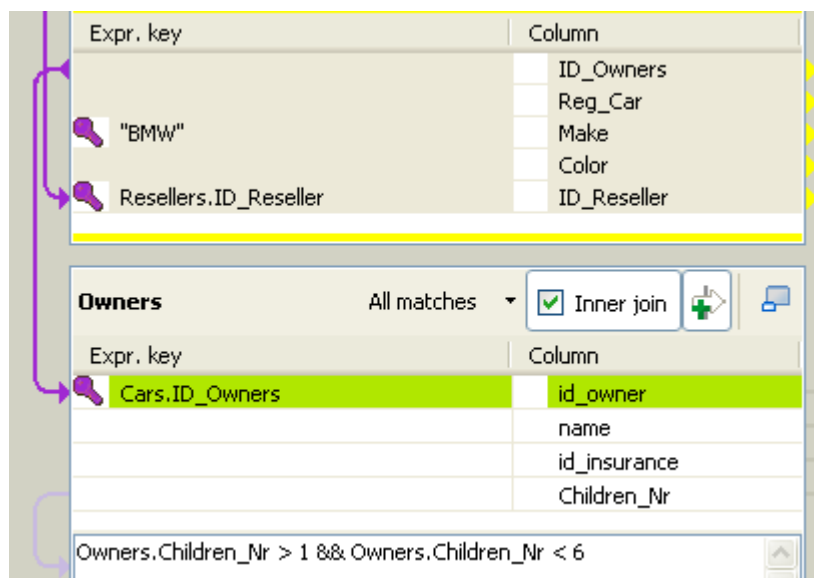 Expr. key Column
ID_Owners
Reg_Car
"BMW" Make
Color
Resellers.ID_Reseller ID_Reseller
Owners All matches Inner join
Expr. key Column
Cars.ID_Owners id_owner
name
id_insurance
Children_Nr
Owners.Children_Nr > 1 && Owners.Children_Nr < 6